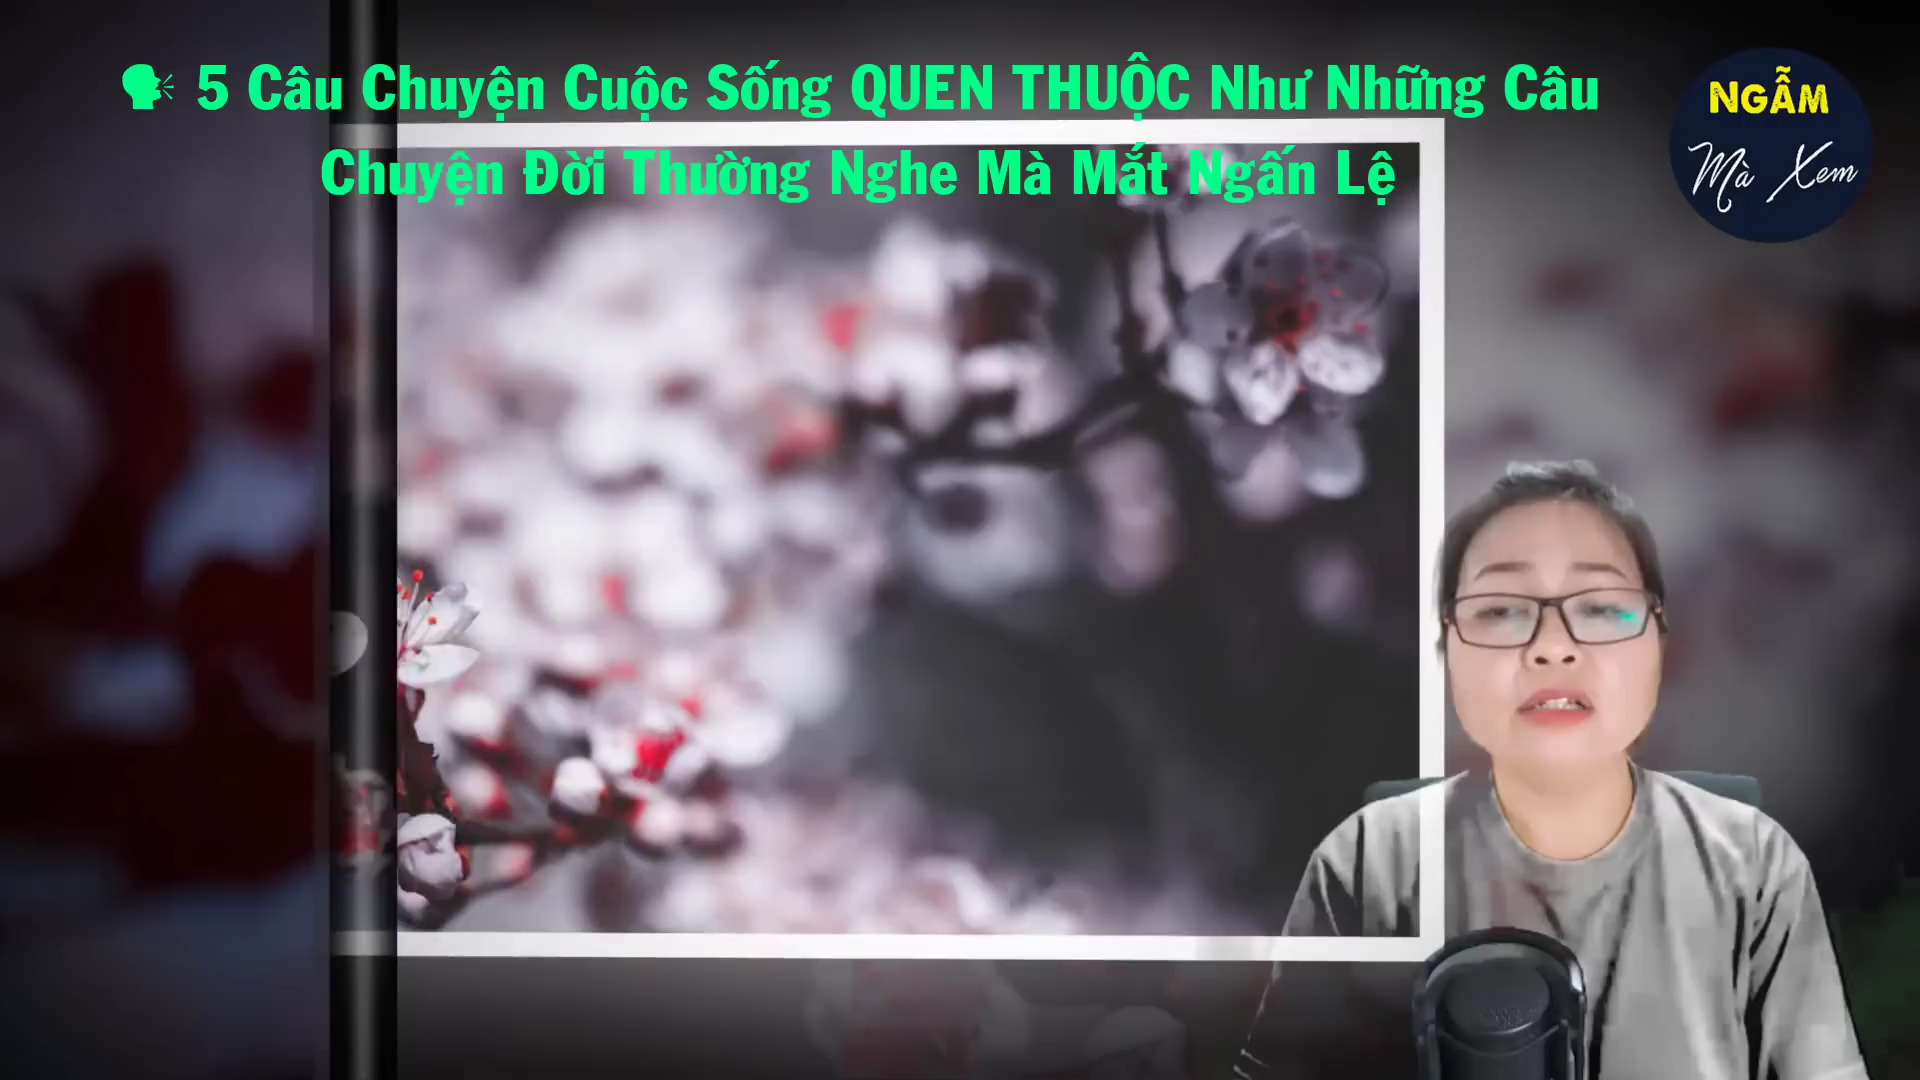 🗣 5 Câu Chuyện Cuộc Sống QUEN THUỘC Như Những Câu
Chuyện Đời Thường Nghe Mà Mắt Ngấn Lệ
NGẪM
Mà Xem